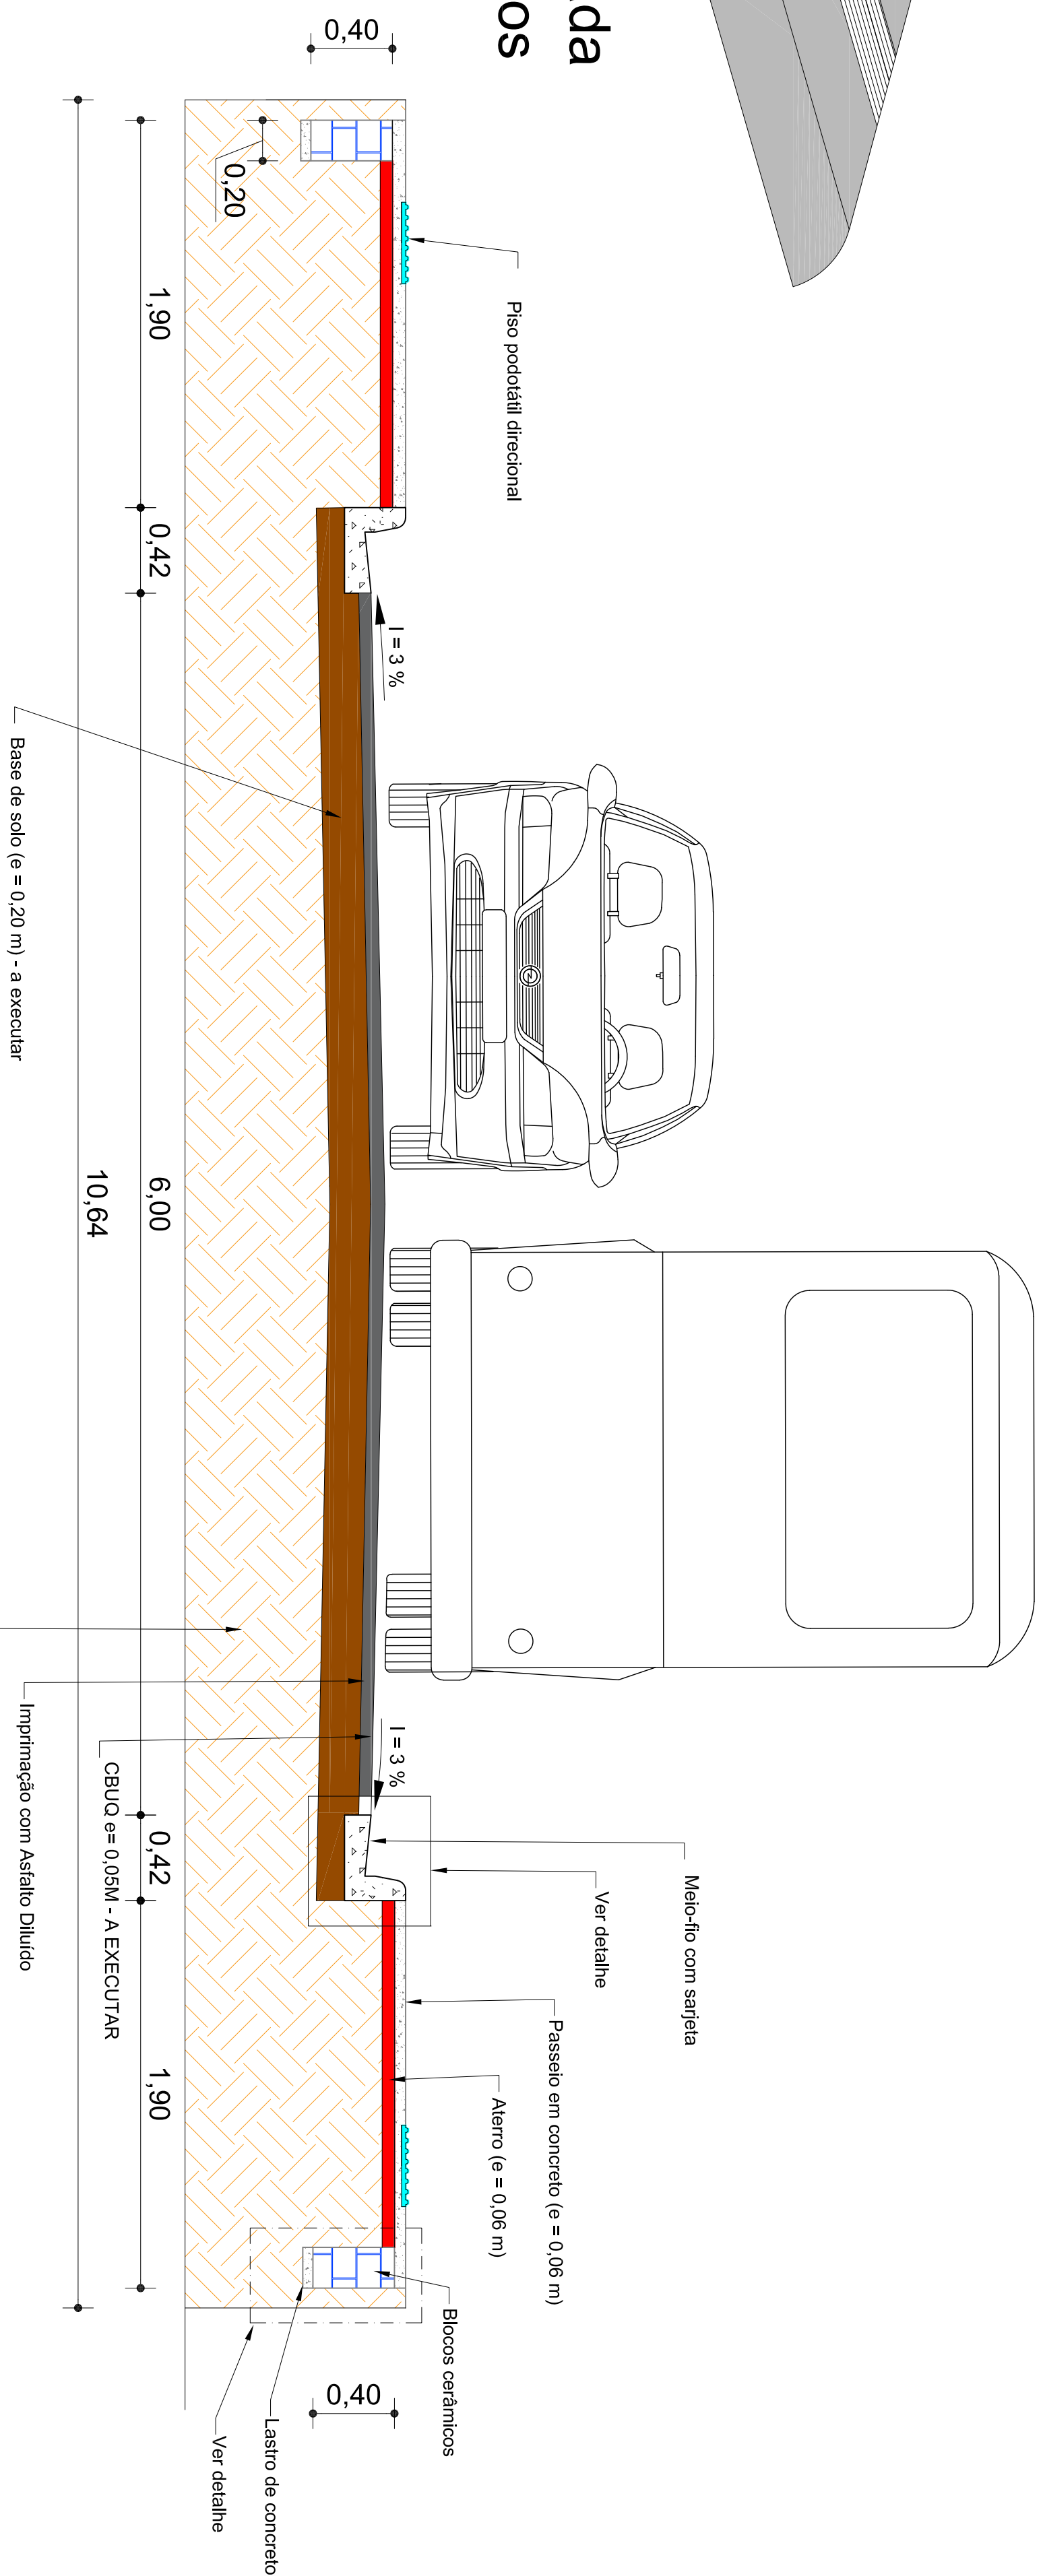 ada
os
0,40
0,20
1,90
0,42
6,00
0,42
1,90
10,64
0,40
Piso podotátil direcional
I = 3 %
I = 3 %
Base de solo (e = 0,20 m) - a executar
Imprimação com Asfalto Diluído
CBUQ e= 0,05M - A EXECUTAR
Meio-fio com sarjeta
Ver detalhe
Passeio em concreto (e = 0,06 m)
Aterro (e = 0,06 m)
Blocos cerâmicos
Lastro de concreto
Ver detalhe